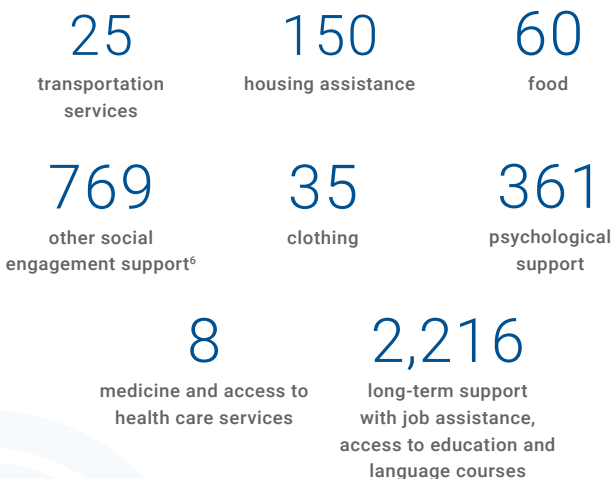 25
transportation
services
150
housing assistance
60
food
769
other social
engagement support⁶
35
clothing
361
psychological
support
8
medicine and access to
health care services
2,216
long-term support
with job assistance,
access to education and
language courses